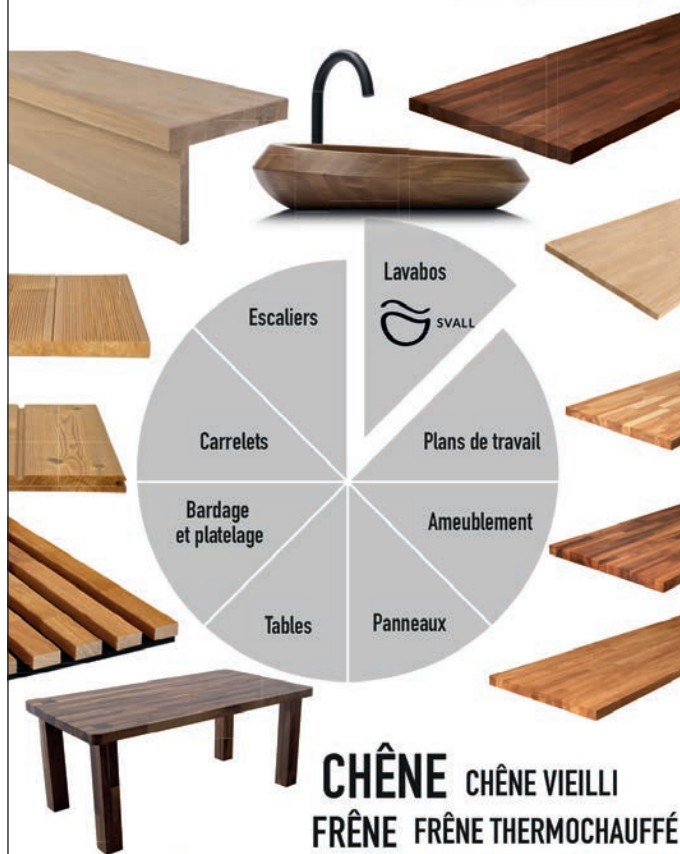 Lavabos
SVALL
Escaliers
Carrelets
Plans de travail
Bardage
et platelage
Ameublement
Tables
Panneaux
CHÊNE CHÊNE VIEILLI
FRÊNE FRÊNE THERMOCHAUFFÉ